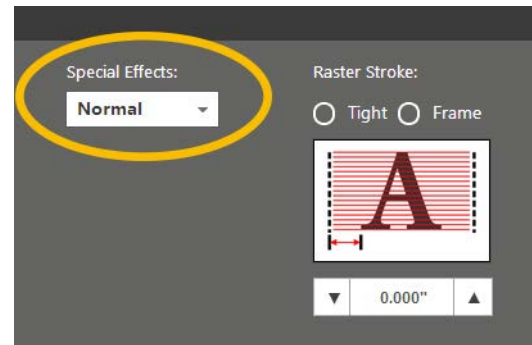 Special Effects:
Normal
Raster Stroke:
Tight Frame
A
0.000"